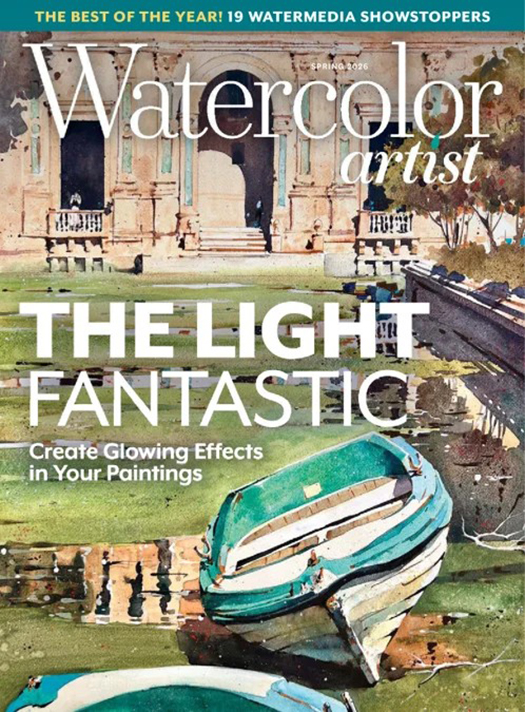 THE BEST OF THE YEAR! 19 WATERMEDIA SHOWSTOPPERS
SPRING 2026
Watercolor
artist
THE LIGHT
FANTASTIC
Create Glowing Effects
in Your Paintings